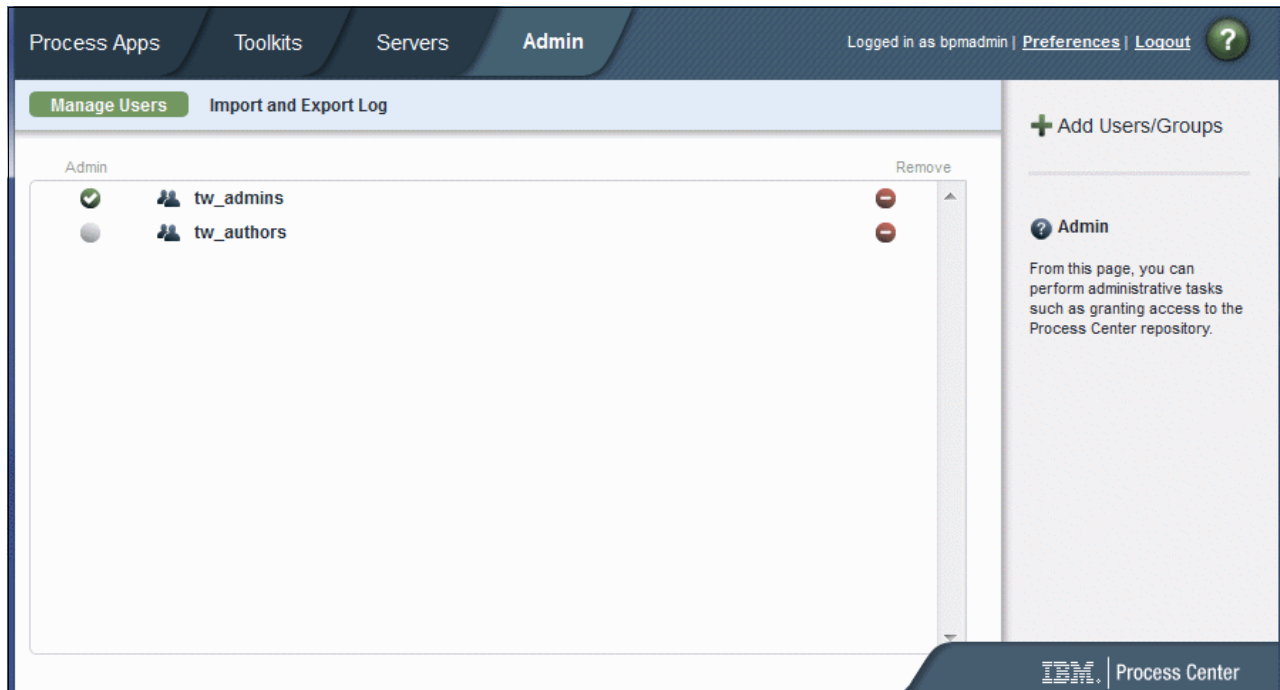 Process Apps Toolkits Servers Admin Logged in as bpmadmin | Preferences | Logout ?
Manage Users Import and Export Log
Admin Remove
tw_admins
tw_authors
Add Users/Groups
? Admin
From this page, you can
perform administrative tasks
such as granting access to the
Process Center repository.
IBM. | Process Center